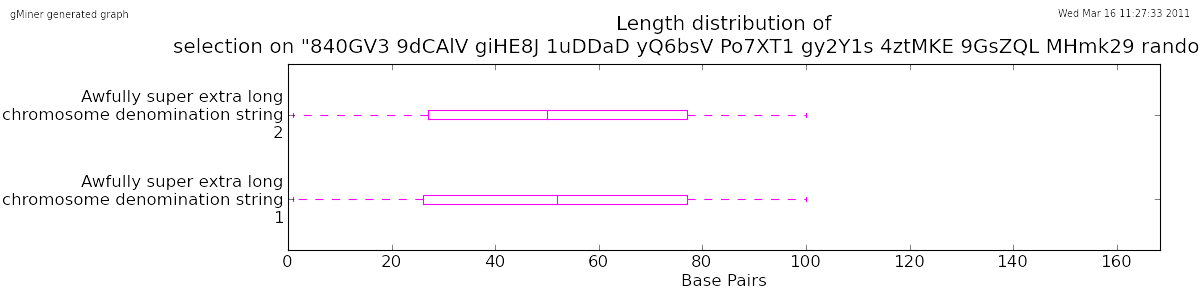 gMiner generated graph
Wed Mar 16 11:27:33 2011
Length distribution of
selection on "840GV3 9dCAlV giHE8J 1uDDaD yQ6bsV Po7XT1 gy2Y1s 4ztMKE 9GsZQL MHmk29 rando
Awfully super extra long
chromosome denomination string
2
Awfully super extra long
chromosome denomination string
1
0 20 40 60 80 100 120 140 160
Base Pairs